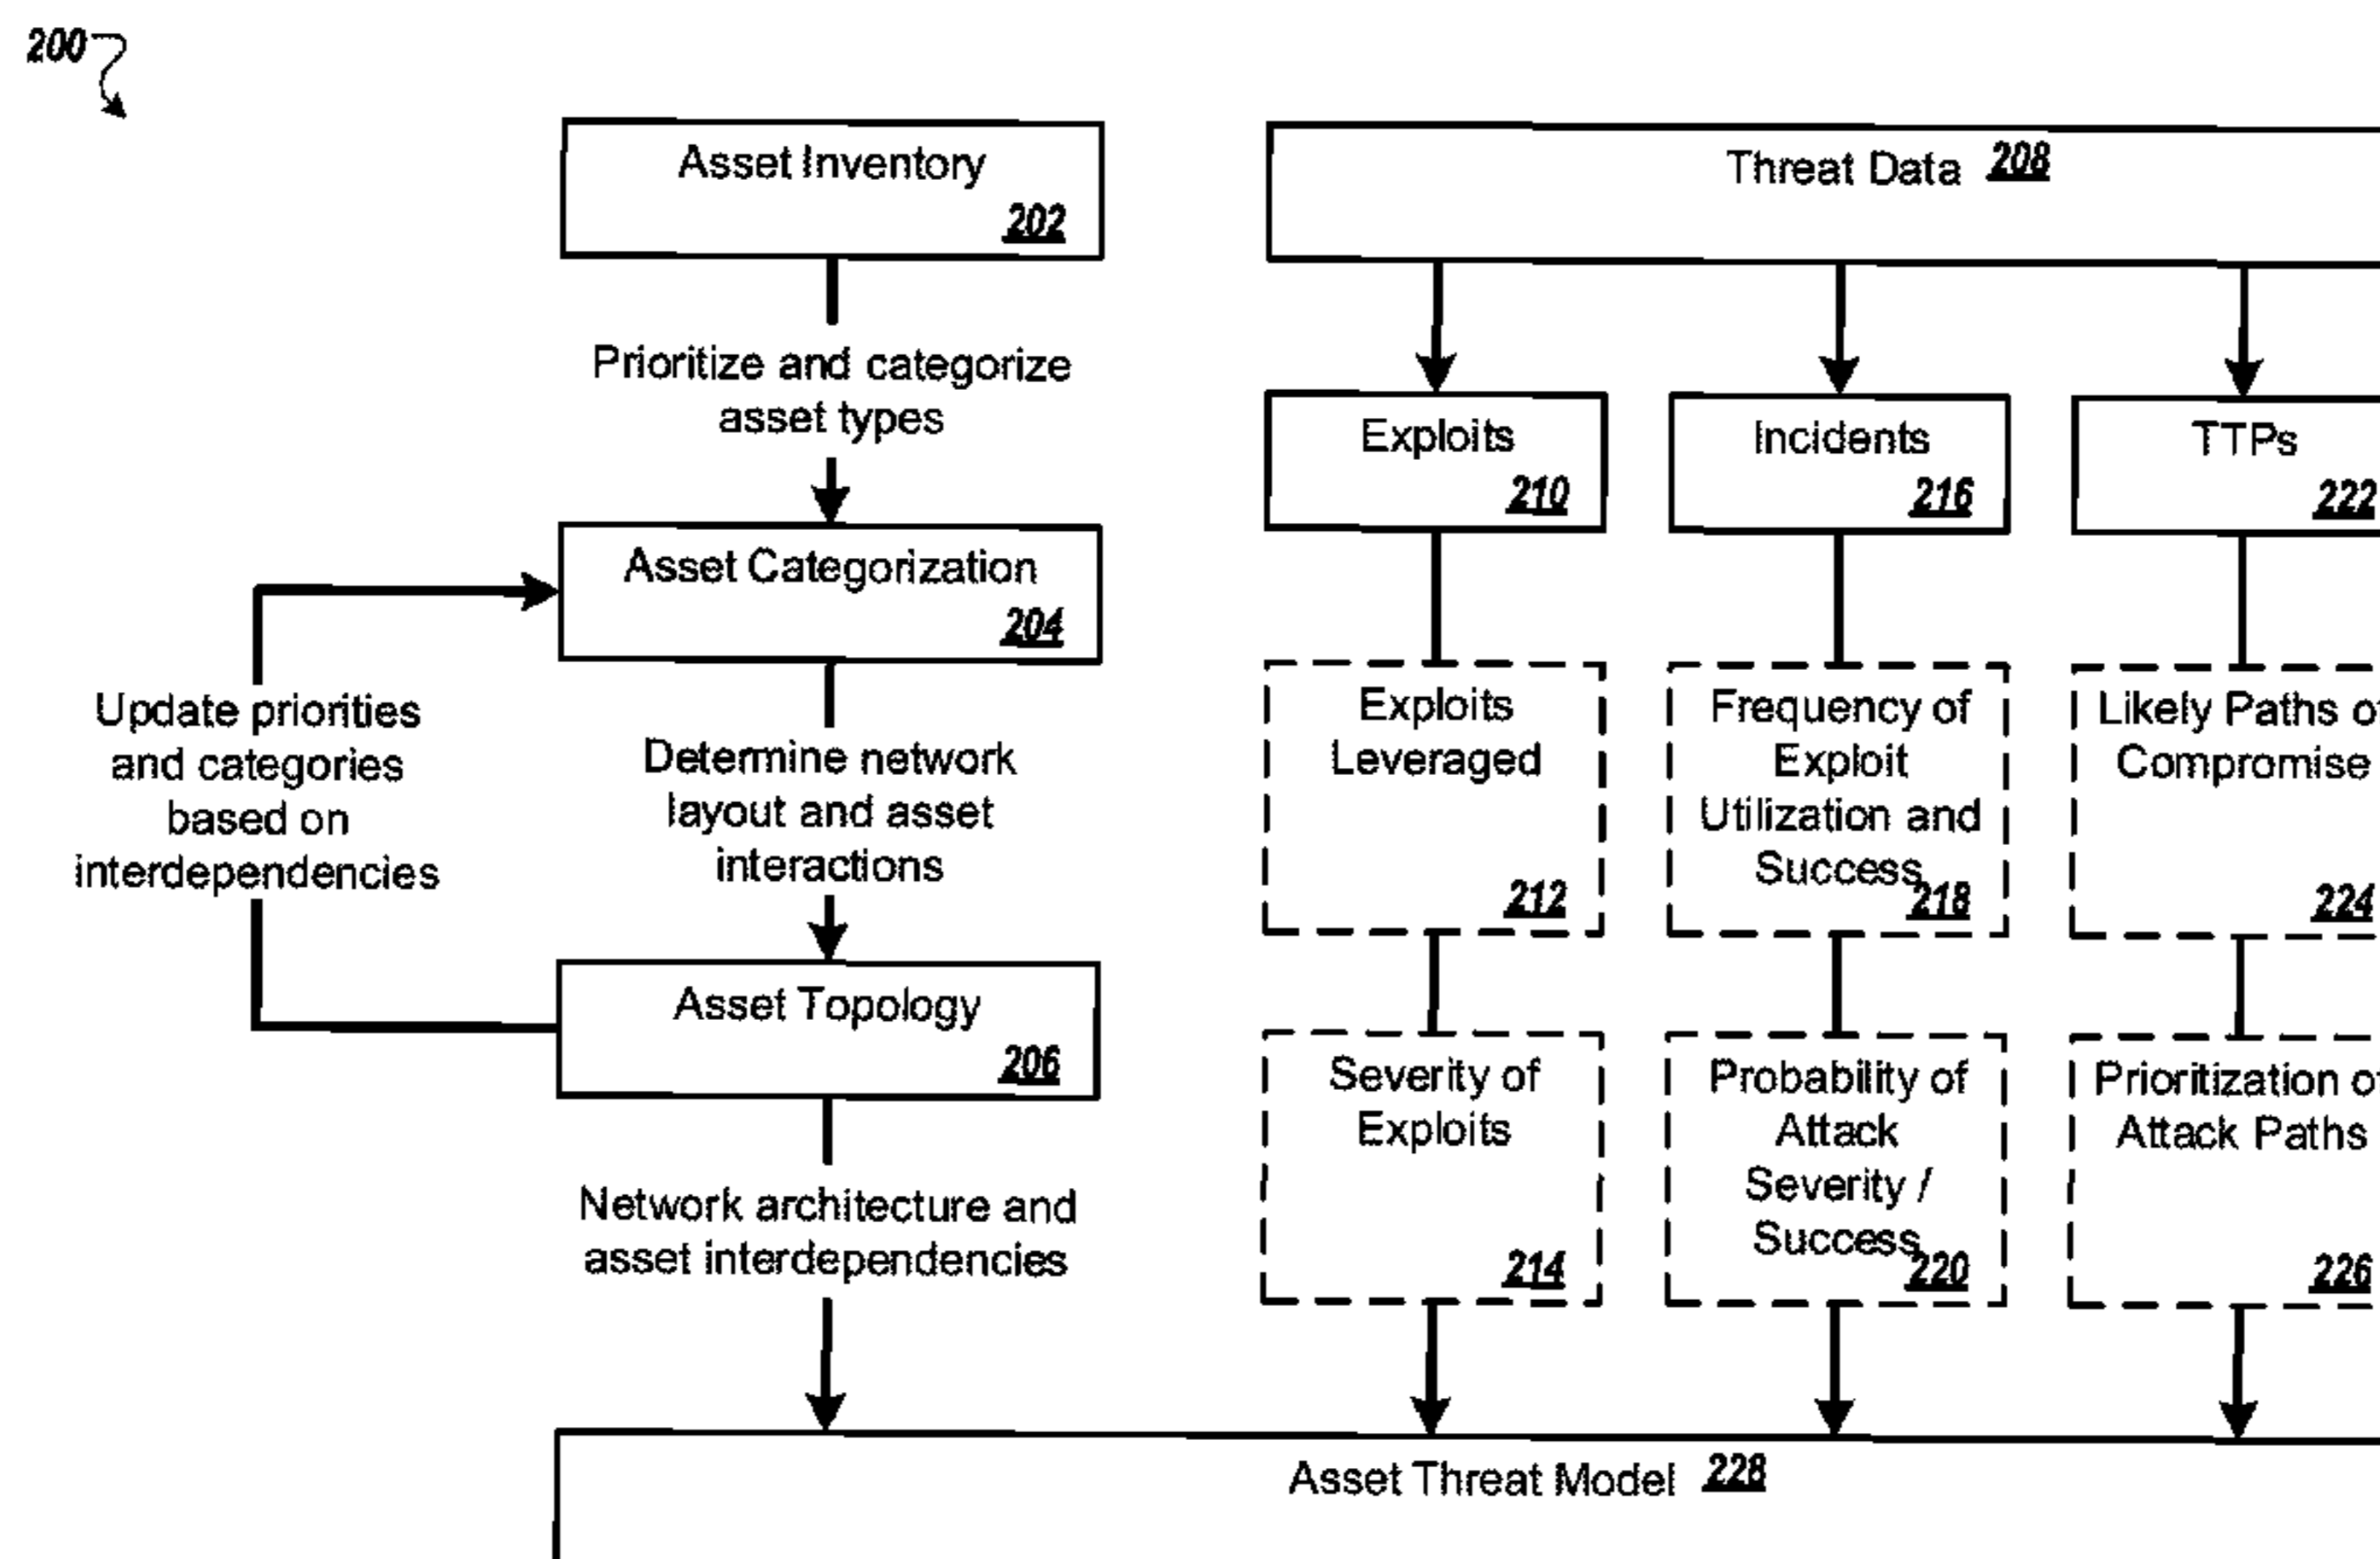 200
Asset Inventory
202
Prioritize and categorize
asset types
Asset Categorization
204
Update priorities
and categories
based on
interdependencies
Determine network
layout and asset
interactions
Asset Topology
206
Network architecture and
asset interdependencies
Threat Data 208
Exploits
210
Incidents
216
TTPs
222
Exploits
Leveraged
212
Frequency of
Exploit
Utilization and
Success
218
Likely Paths of
Compromise
224
Severity of
Exploits
214
Probability of
Attack
Severity /
Success
220
Prioritization of
Attack Paths
226
Asset Threat Model 228